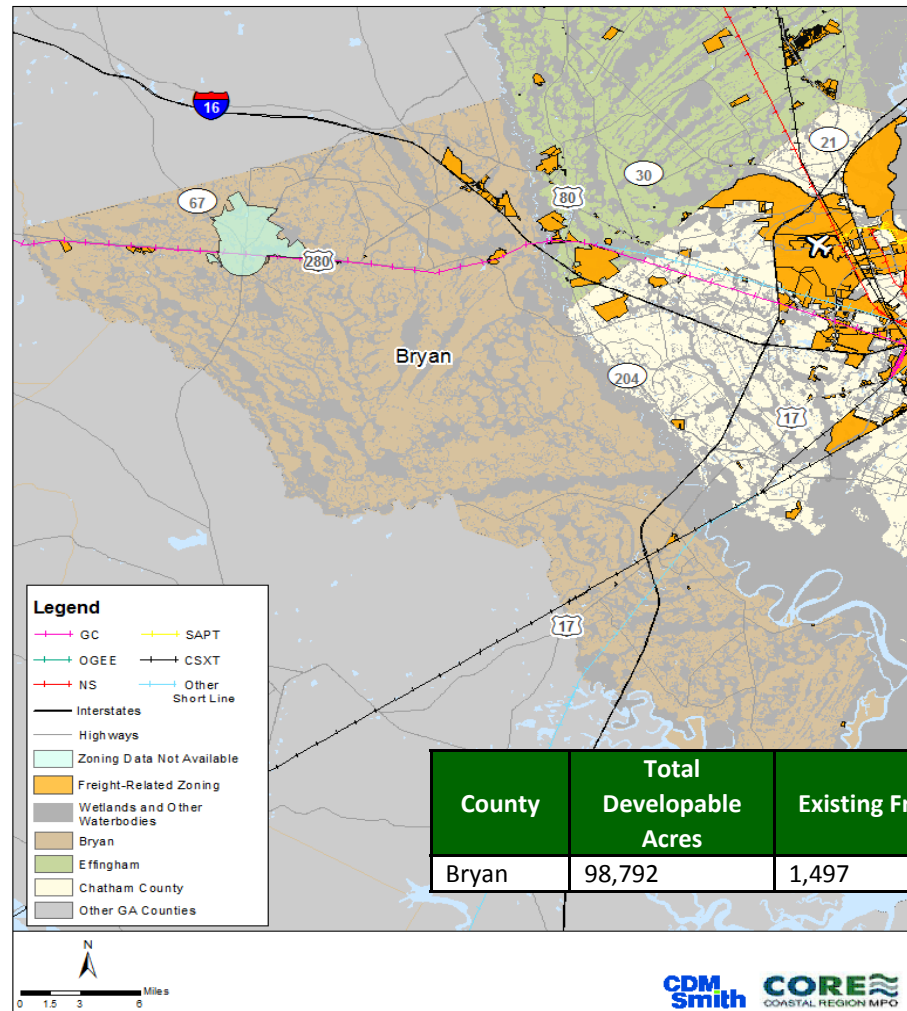 16
21
30
67
80
280
Bryan
204
17
17
Legend
GC
SAPT
OGEE
CSXT
NS
Other
Short Line
Interstates
Highways
Zoning Data Not Available
Freight-Related Zoning
Wetlands and Other
Waterbodies
Bryan
Effingham
Chatham County
Other GA Counties
County
Total
Developable
Acres
Existing Fr
Bryan
98,792
1,497
N
Miles
0 1.5 3 6
CDM
Smith
CORE
COASTAL REGION MPO